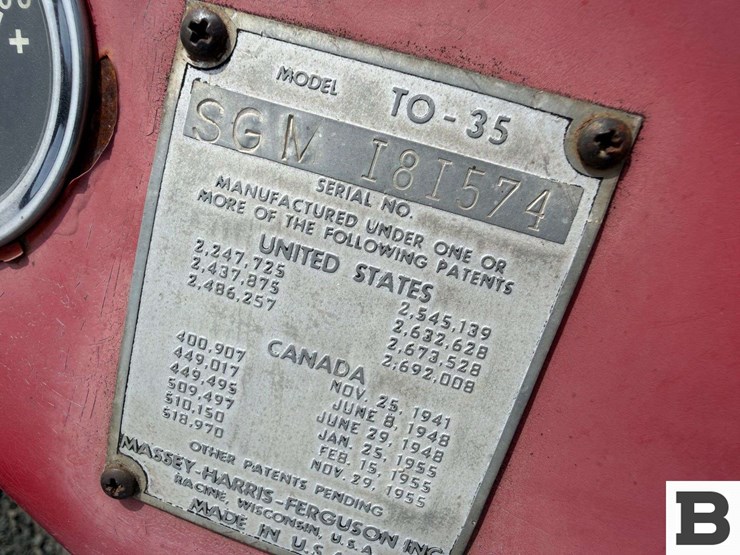 +
MODEL TO-35
SGN 181574
SERIAL NO.
MANUFACTURED UNDER ONE OR
MORE OF THE FOLLOWING PATENTS
UNITED STATES
2,247,725 2,545,139
2,437,875 2,632,628
2,486,257 2,673,528
2,692,008
CANADA
400,907 NOV. 25, 1941
449,017 JUNE 8, 1948
449,495 JUNE 29, 1948
509,497 JAN. 25, 1955
510,150 FEB. 15, 1955
518,970 NOV. 29, 1955
OTHER PATENTS PENDING
MASSEY-HARRIS-FERGUSON INC.
RACINE, WISCONSIN, U.S.A
MADE IN U.S.A
B